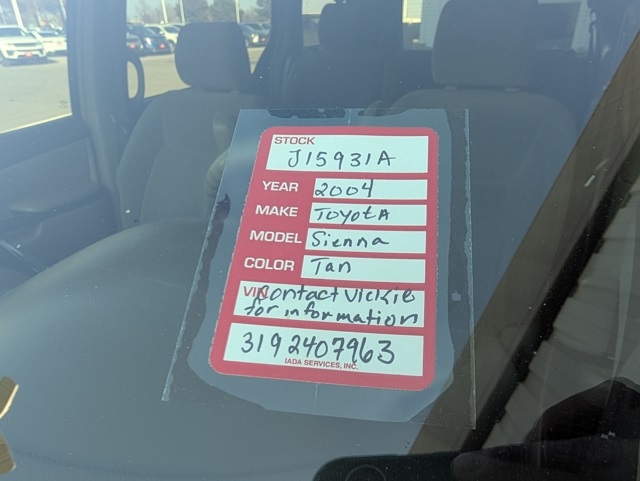 STOCK
J15931A
YEAR 2004
MAKE Toyota
MODEL Sienna
COLOR Tan
VIN Contact Vickie
for information
3192407963
IADA SERVICES, INC.